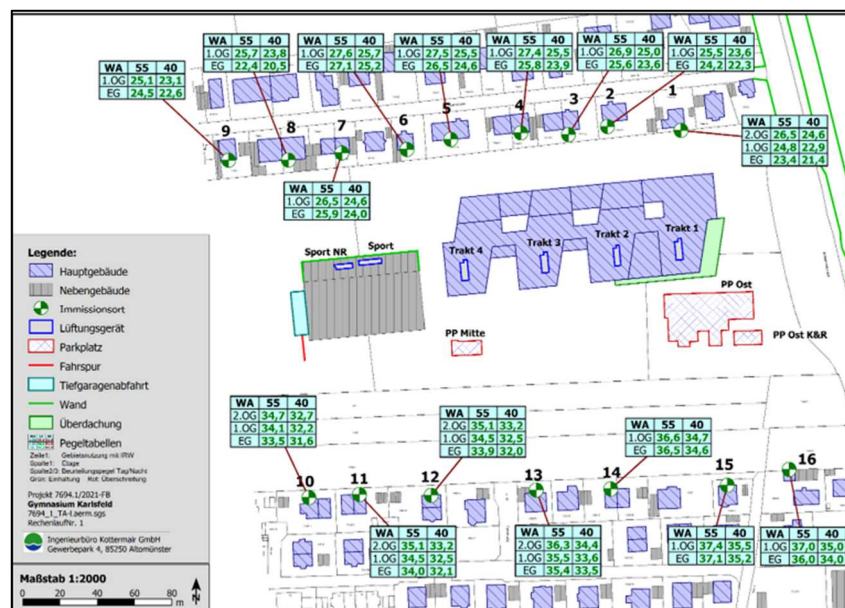 WA 55 40
1.OG 25,7 23,8
EG 22,4 20,5
WA 55 40
1.OG 27,6 25,7
EG 27,1 25,2
WA 55 40
1.OG 27,5 25,5
EG 26,5 24,6
WA 55 40
1.OG 27,4 25,5
EG 25,8 23,9
WA 55 40
1.OG 26,9 25,0
EG 25,6 23,6
WA 55 40
1.OG 25,5 23,6
EG 24,2 22,3
WA 55 40
1.OG 25,1 23,1
EG 24,5 22,6
9
8
7
6
5
4
3
2
1
WA 55 40
2.OG 26,5 24,6
1.OG 24,8 22,9
EG 23,4 21,4
WA 55 40
1.OG 26,5 24,6
EG 25,9 24,0
Sport NR
Sport
Trakt 4
Trakt 3
Trakt 2
Trakt 1
PP Ost
PP Mitte
PP Ost K&R
Legende:
Hauptgebäude
Nebengebäude
Immissionsort
Lüftungsgerät
Parkplatz
Fahrspur
Tiefgaragenabfahrt
Wand
Überdachung
Pegeltabellen
Zeile1: Gebietsnutzung mit IRW
Spalte1: Etage
Spalte2/3: Beurteilungspegel Tag/Nacht
Grün: Einhaltung Rot: Überschreitung
Projekt 7694.1/2021-FB
Gymnasium Karlsfeld
RechenlaufNr. 1
Ingenieurbüro Kottermair GmbH
Gewerbepark 4, 85250 Altomünster
Maßstab 1:2000
0 20 40 60 80
m
N
WA 55 40
2.OG 34,7 32,7
1.OG 34,1 32,2
EG 33,5 31,6
WA 55 40
2.OG 35,1 33,2
1.OG 34,5 32,5
EG 33,9 32,0
WA 55 40
1.OG 36,6 34,7
EG 36,5 34,6
10
11
12
13
14
15
16
WA 55 40
2.OG 35,1 33,2
1.OG 34,5 32,5
EG 34,0 32,1
WA 55 40
2.OG 36,3 34,4
1.OG 35,5 33,6
EG 35,4 33,5
WA 55 40
1.OG 37,4 35,5
EG 37,1 35,2
WA 55 40
1.OG 37,0 35,0
EG 36,0 34,0